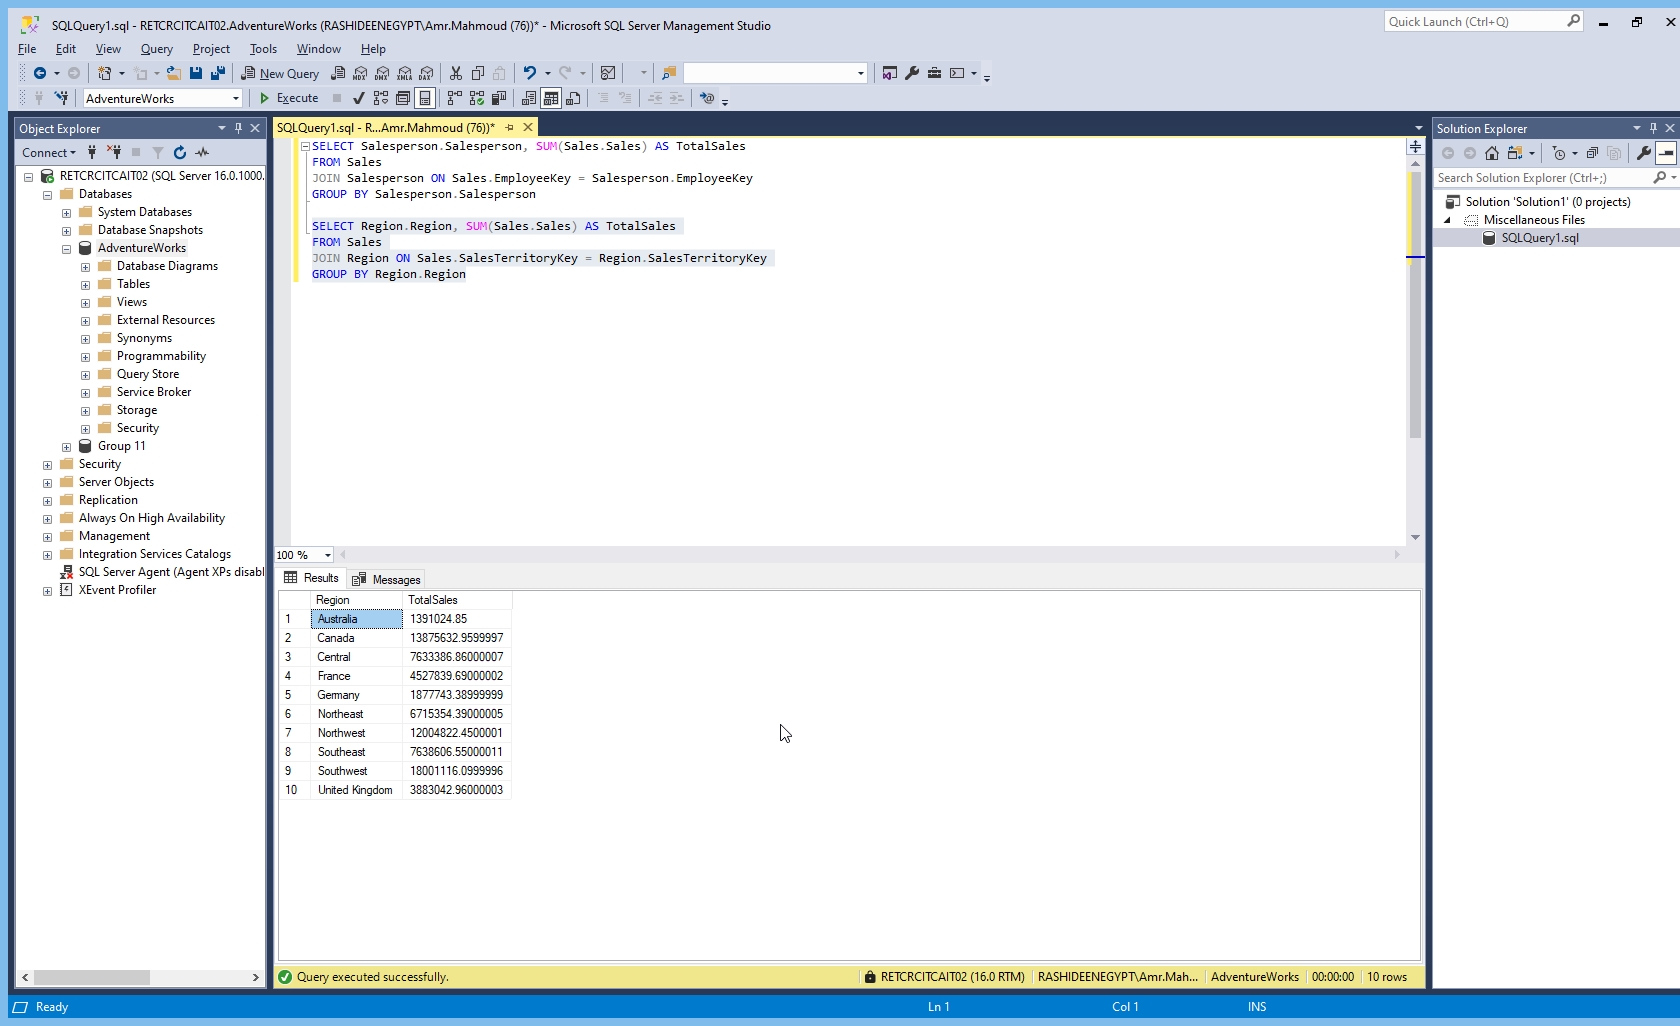 SQLQuery1.sql - RETCRCITCAIT02.AdventureWorks (RASHIDEENEGYPT\Amr.Mahmoud (76))* - Microsoft SQL Server Management Studio
Quick Launch (Ctrl+Q)
File Edit View Query Project Tools Window Help
New Query MDX DMX XMLA DAX
AdventureWorks Execute
Object Explorer
SQLQuery1.sql - R...Amr.Mahmoud (76))*
Solution Explorer
Connect
Search Solution Explorer (Ctrl+;)
RETCRCITCAIT02 (SQL Server 16.0.1000.
Databases
System Databases
Database Snapshots
AdventureWorks
Database Diagrams
Tables
Views
External Resources
Synonyms
Programmability
Query Store
Service Broker
Storage
Security
Group 11
Security
Server Objects
Replication
Always On High Availability
Management
Integration Services Catalogs
SQL Server Agent (Agent XPs disabl
XEvent Profiler
SELECT Salesperson.Salesperson, SUM(Sales.Sales) AS TotalSales
FROM Sales
JOIN Salesperson ON Sales.EmployeeKey = Salesperson.EmployeeKey
GROUP BY Salesperson.Salesperson
SELECT Region.Region, SUM(Sales.Sales) AS TotalSales
FROM Sales
JOIN Region ON Sales.SalesTerritoryKey = Region.SalesTerritoryKey
GROUP BY Region.Region
100 %
Results Messages
Region TotalSales
1 Australia 1391024.85
2 Canada 13875632.9599997
3 Central 7633386.86000007
4 France 4527839.69000002
5 Germany 1877743.38999999
6 Northeast 6715354.39000005
7 Northwest 12004822.4500001
8 Southeast 7638606.55000011
9 Southwest 18001116.0999996
10 United Kingdom 3883042.96000003
Solution 'Solution1' (0 projects)
Miscellaneous Files
SQLQuery1.sql
Query executed successfully.
RETCRCITCAIT02 (16.0 RTM) RASHIDEENEGYPT\Amr.Mah... AdventureWorks 00:00:00 10 rows
Ready Ln 1 Col 1 INS